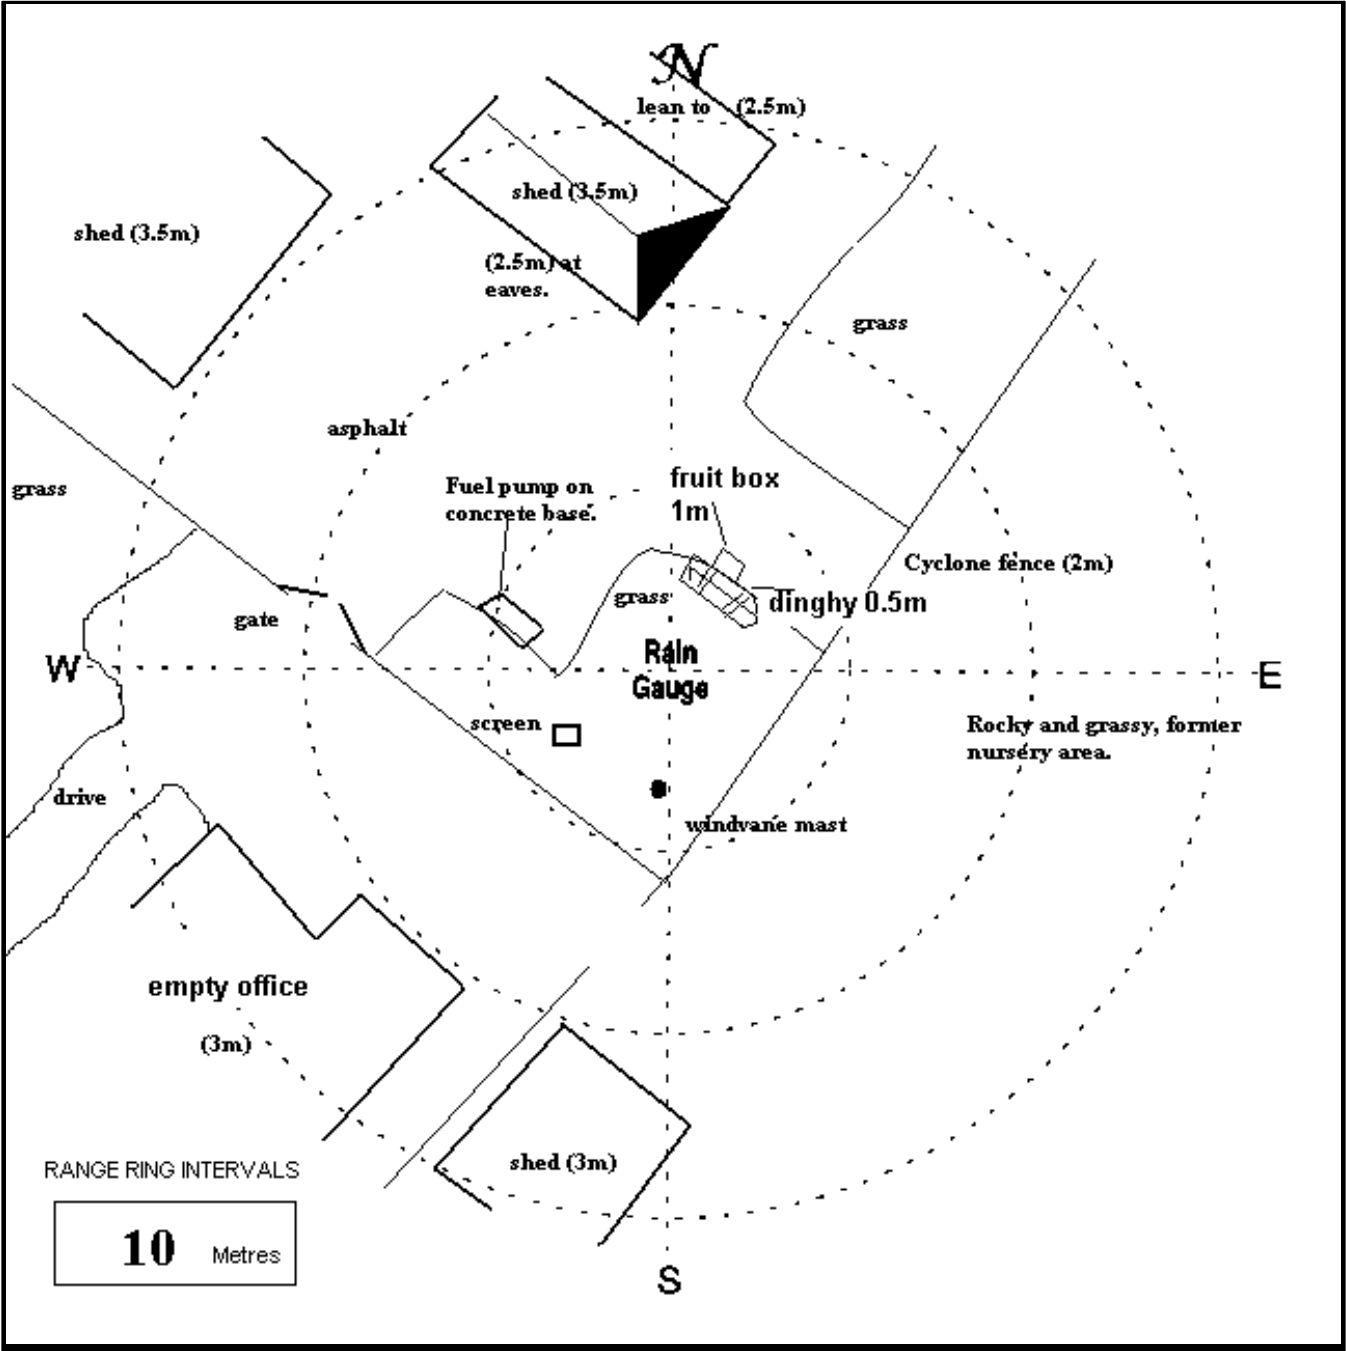 N
lean to (2.5m)
shed (3.5m)
shed (3.5m)
(2.5m) at
eaves.
grass
asphalt
grass
Fuel pump on
concrete base.
fruit box
1m
Cyclone fence (2m)
grass
dinghy 0.5m
gate
Rain
Gauge
W
E
screen
Rocky and grassy, former
nursery area.
drive
windvane mast
empty office
(3m)
shed (3m)
RANGE RING INTERVALS
10 Metres
S